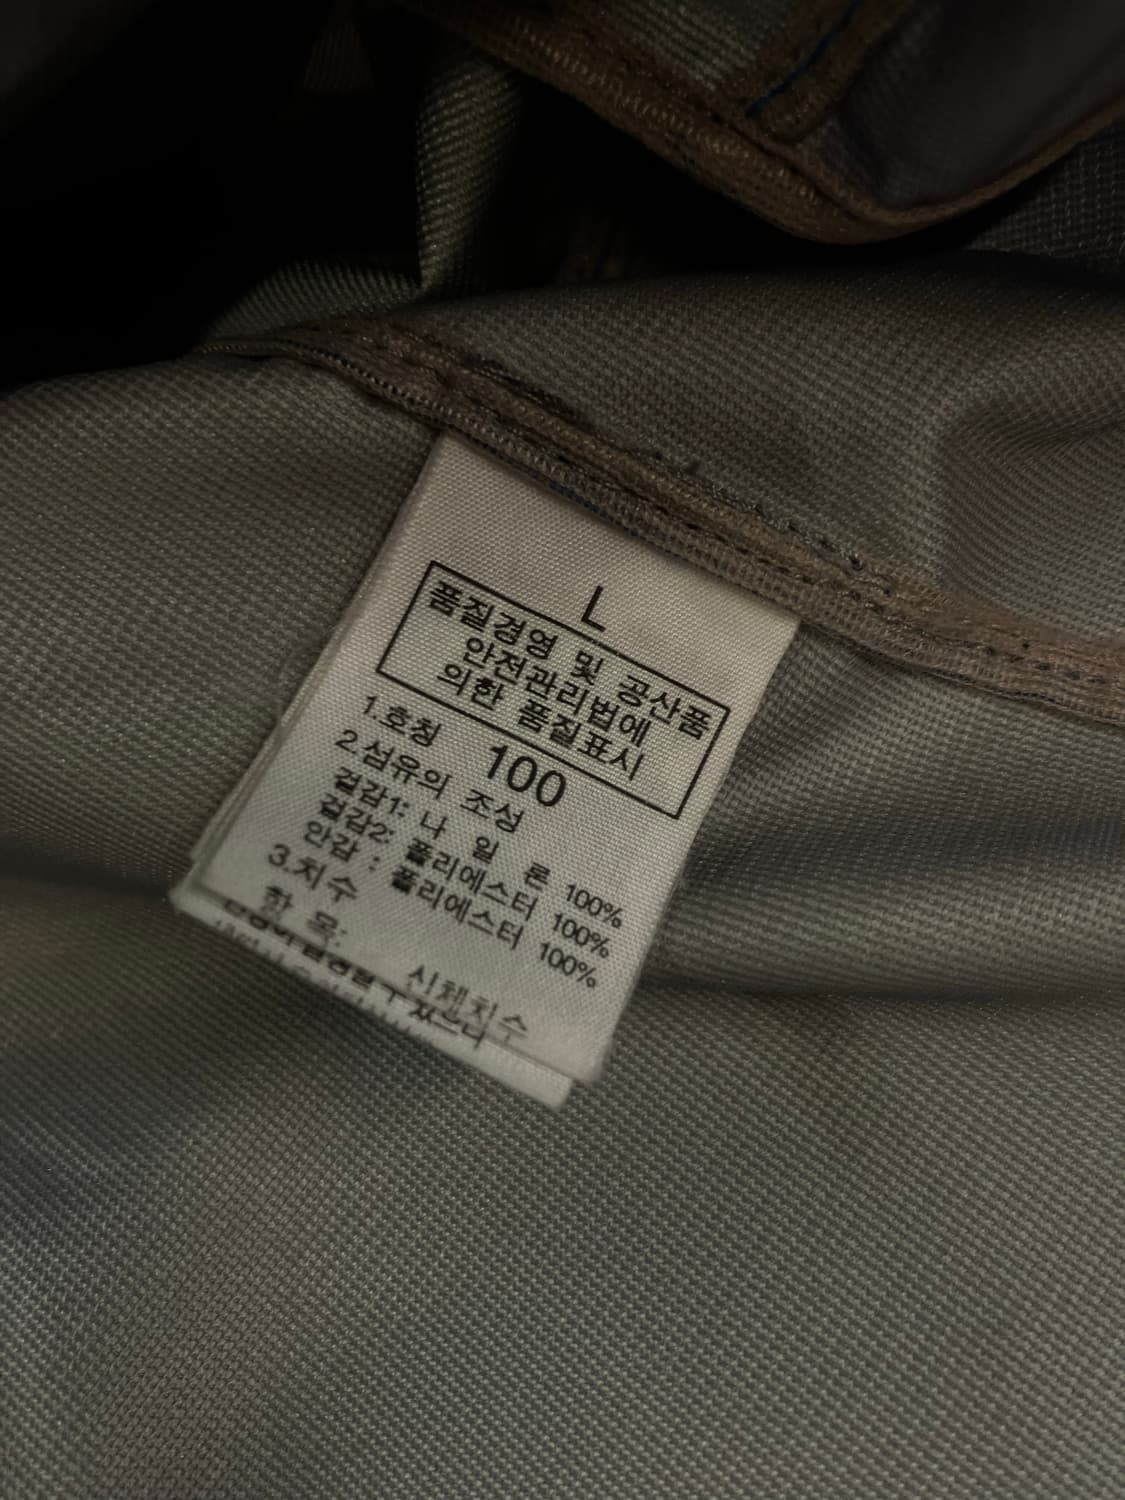 L
품질경영 및 공산품
안전관리법에
의한 품질표시
1.호칭 100
2.섬유의 조성
겉감1: 나 일 론 100%
겉감2: 폴리에스터 100%
안감 : 폴리에스터 100%
3.치수
항 목: 신체치수